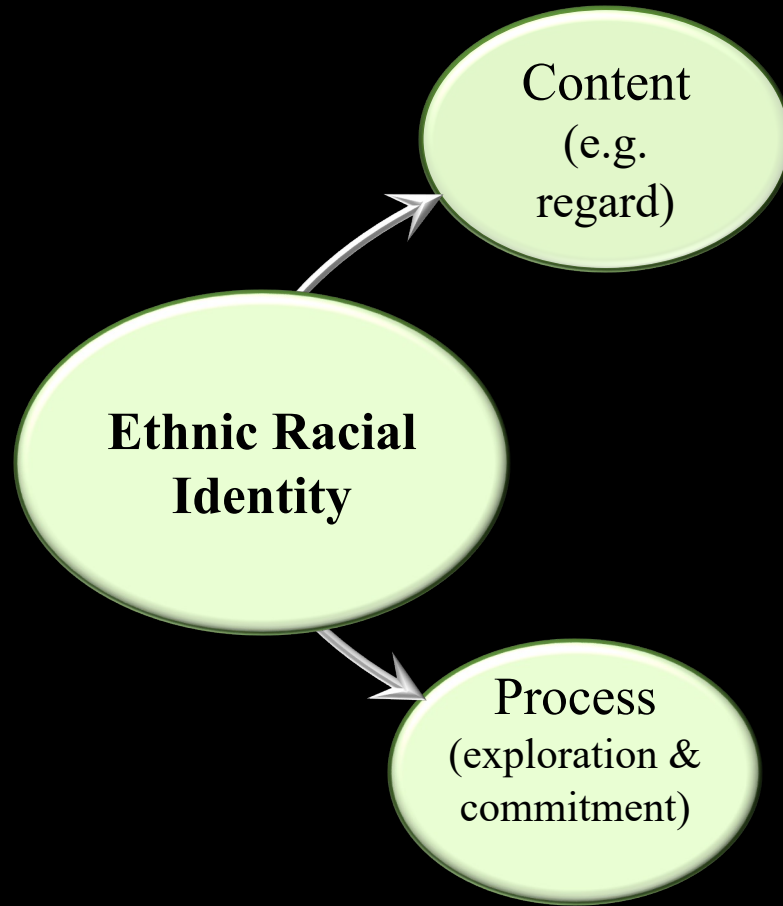 Content
(e.g.
regard)
Ethnic Racial
Identity
Process
(exploration &
commitment)